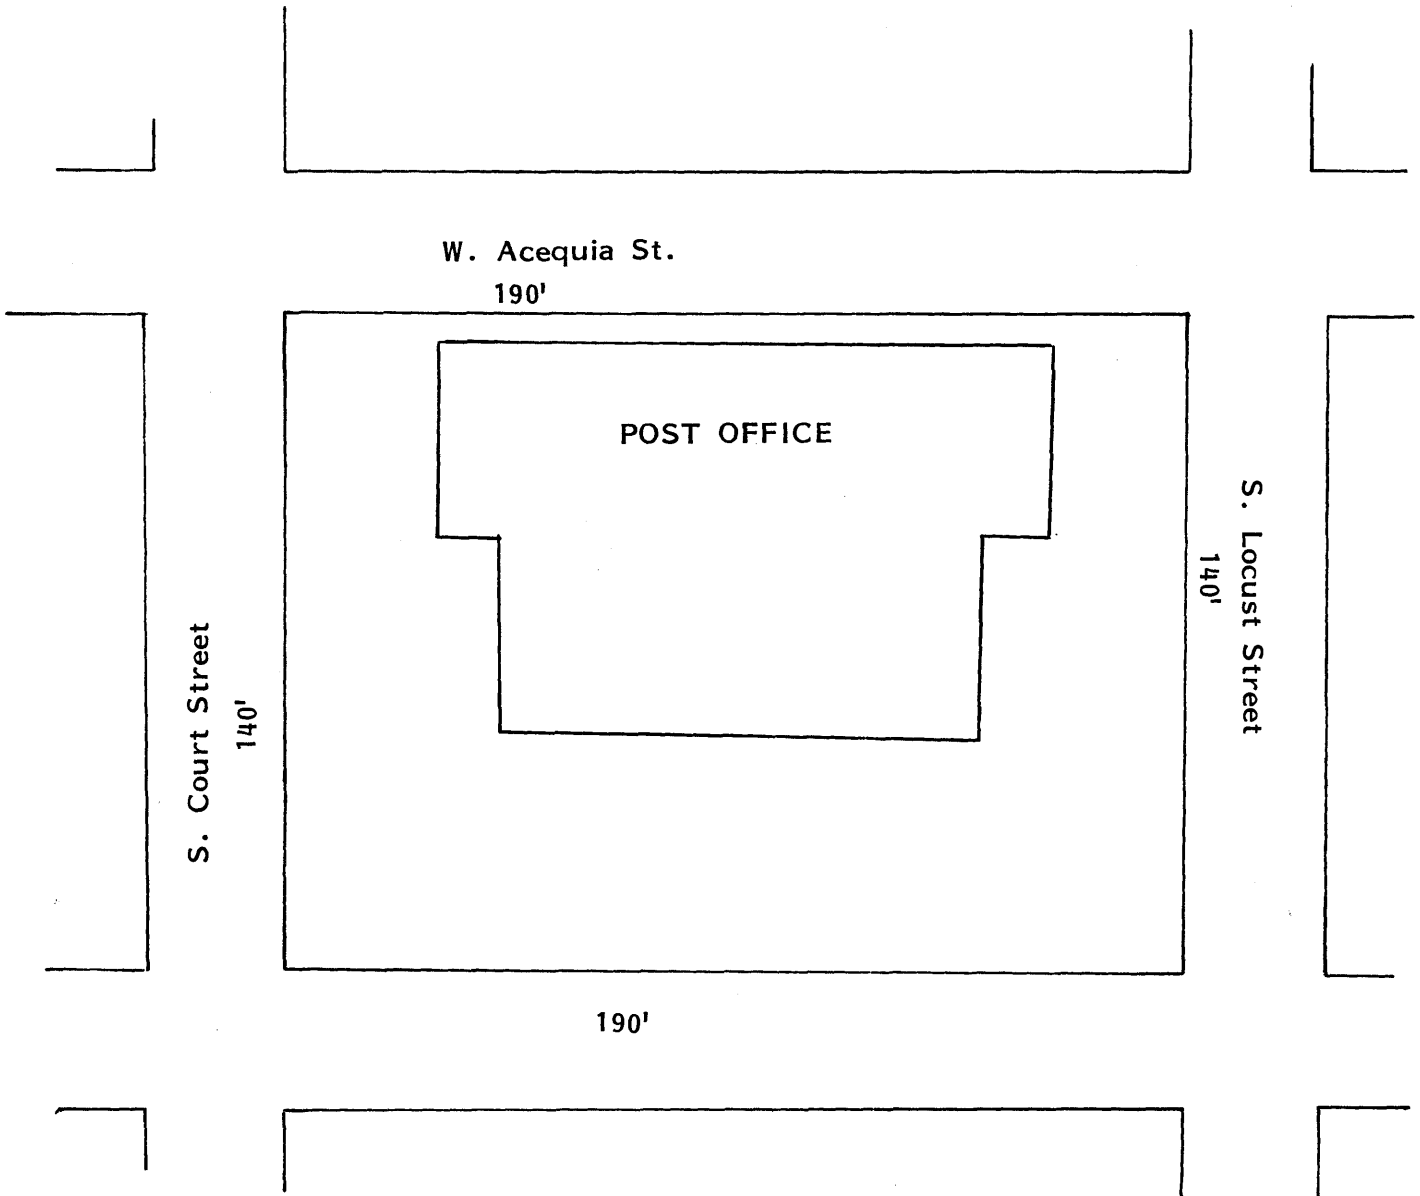 W. Acequia St.
190'
POST OFFICE
S. Locust Street
140'
S. Court Street
140'
190'